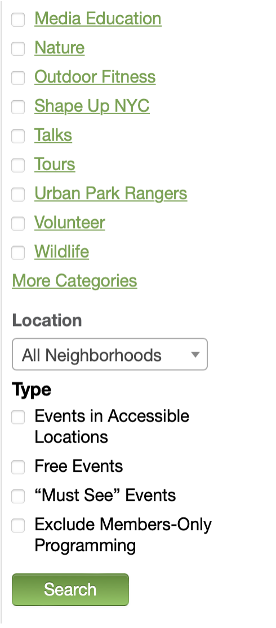 Media Education
Nature
Outdoor Fitness
Shape Up NYC
Talks
Tours
Urban Park Rangers
Volunteer
Wildlife
More Categories
Location
All Neighborhoods
Type
Events in Accessible
Locations
Free Events
“Must See” Events
Exclude Members-Only
Programming
Search